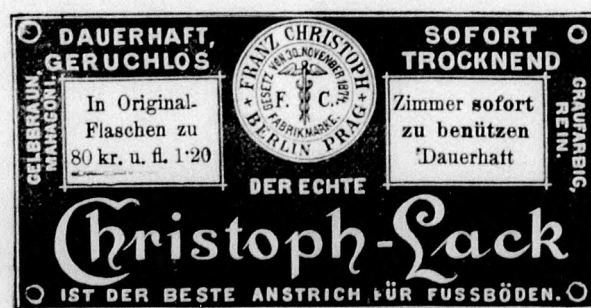 DAUERHAFT,
GERUCHLOS
GELBBRAUN,
MAHAGONI.
In Original-
Flaschen zu
80 kr. u. fl. 1·20
FRANZ CHRISTOPH
GESETZ VON 30. NOVEMBER 1874.
F. C.
FABRIKMARKE.
BERLIN PRAG
SOFORT
TROCKNEND
Zimmer sofort
zu benützen
Dauerhatt
GRAUFARBIG,
REIN.
DER ECHTE
Christoph-Lack
IST DER BESTE ANSTRICH FÜR FUSSBÖDEN.